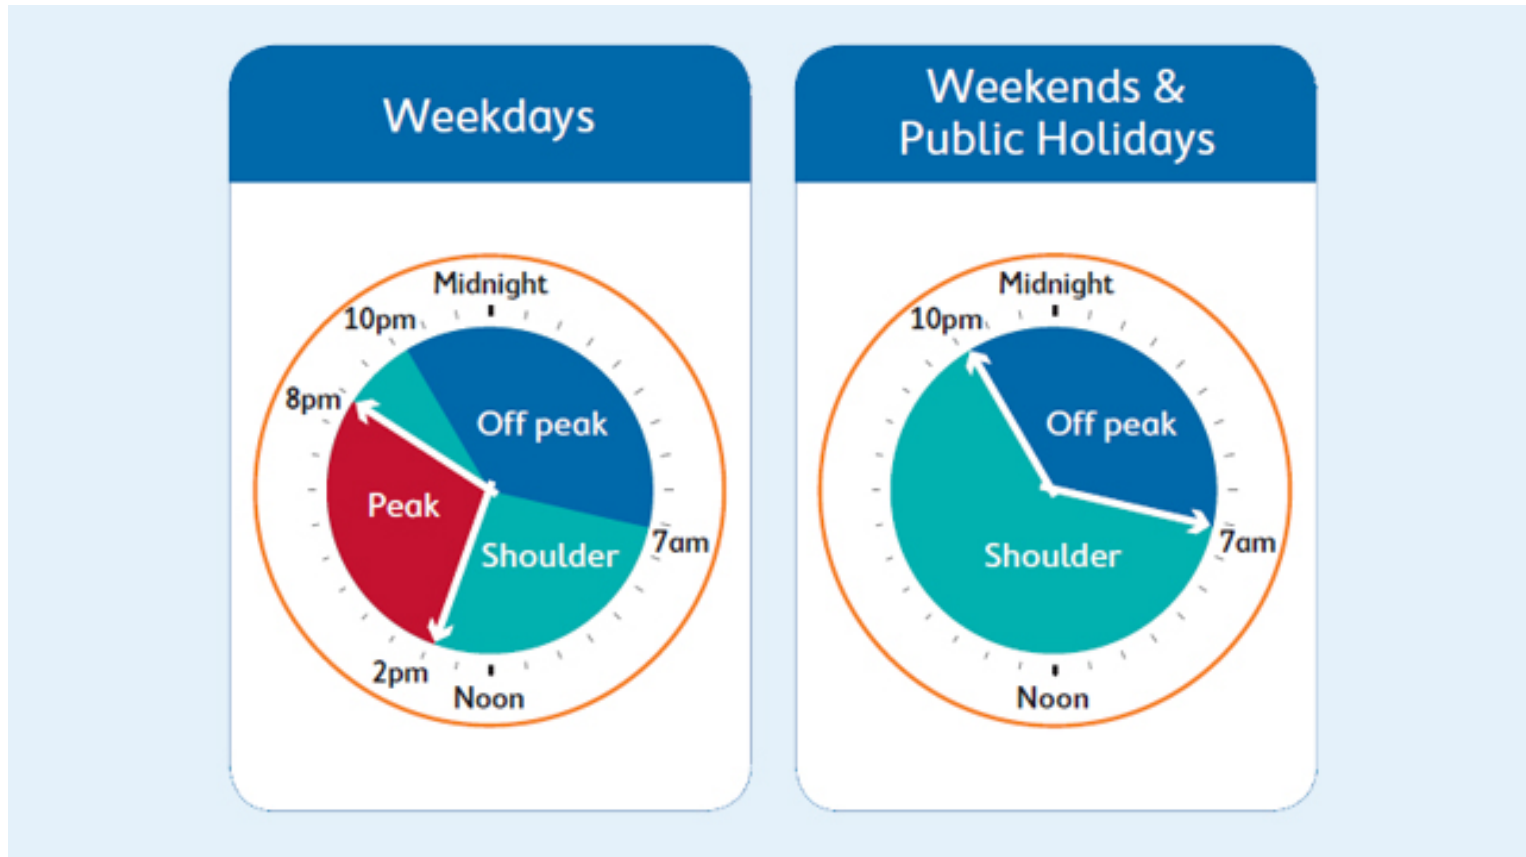 Weekdays
Midnight
10pm
8pm
Off peak
Peak
Shoulder
7am
2pm
Noon
Weekends &
Public Holidays
Midnight
10pm
Off peak
Shoulder
7am
Noon